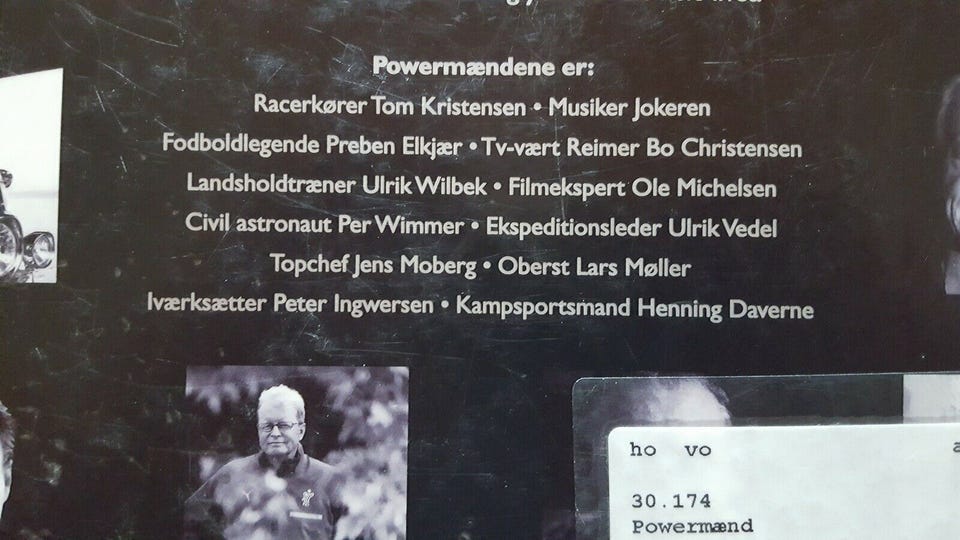 Powermændene er:
Racerkører Tom Kristensen • Musiker Jokeren
Fodboldlegende Preben Elkjær • Tv-vært Reimer Bo Christensen
Landsholdtræner Ulrik Wilbek • Filmekspert Ole Michelsen
Civil astronaut Per Wimmer • Ekspeditionsleder Ulrik Vedel
Topchef Jens Moberg • Oberst Lars Møller
Iværksætter Peter Ingwersen • Kampsportsmand Henning Daverne
ho vo
30.174
Powermænd